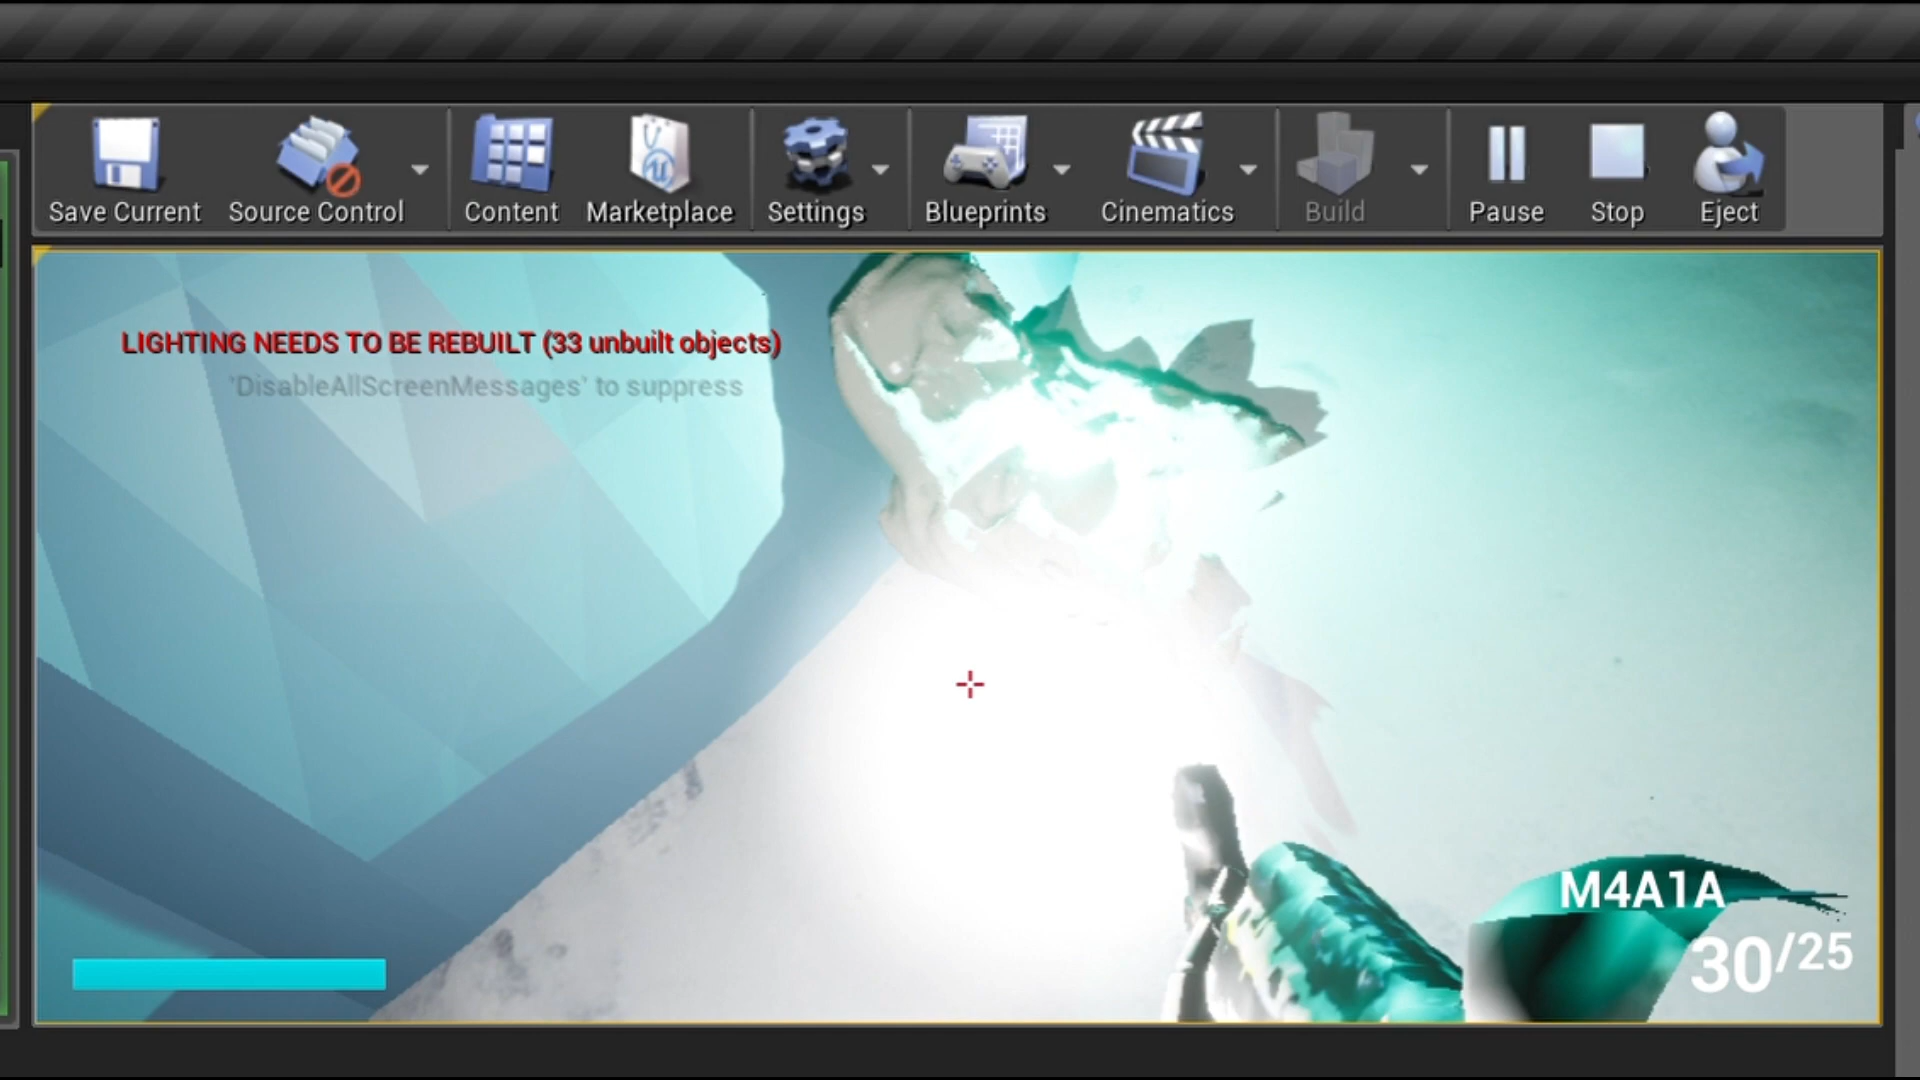 Save Current
Source Control
Content
Marketplace
Settings
Blueprints
Cinematics
Build
Pause
Stop
Eject
LIGHTING NEEDS TO BE REBUILT (33 unbuilt objects)
'DisableAllScreenMessages' to suppress
M4A1A
30/25